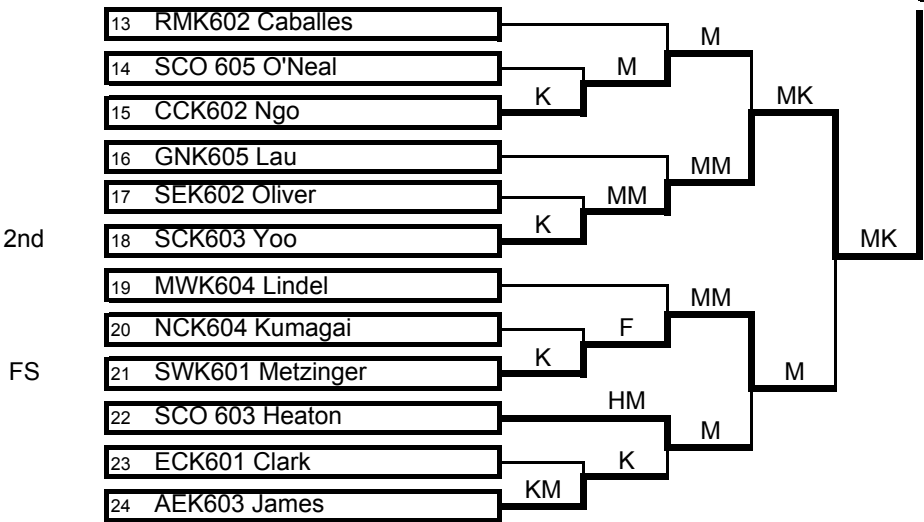 13 RMK602 Caballes
M
14 SCO 605 O'Neal
M
K
MK
15 CCK602 Ngo
16 GNK605 Lau
MM
17 SEK602 Oliver
MM
K
2nd
18 SCK603 Yoo
MK
19 MWK604 Lindel
MM
20 NCK604 Kumagai
F
K
FS
21 SWK601 Metzinger
M
22 SCO 603 Heaton
HM
M
23 ECK601 Clark
K
KM
24 AEK603 James